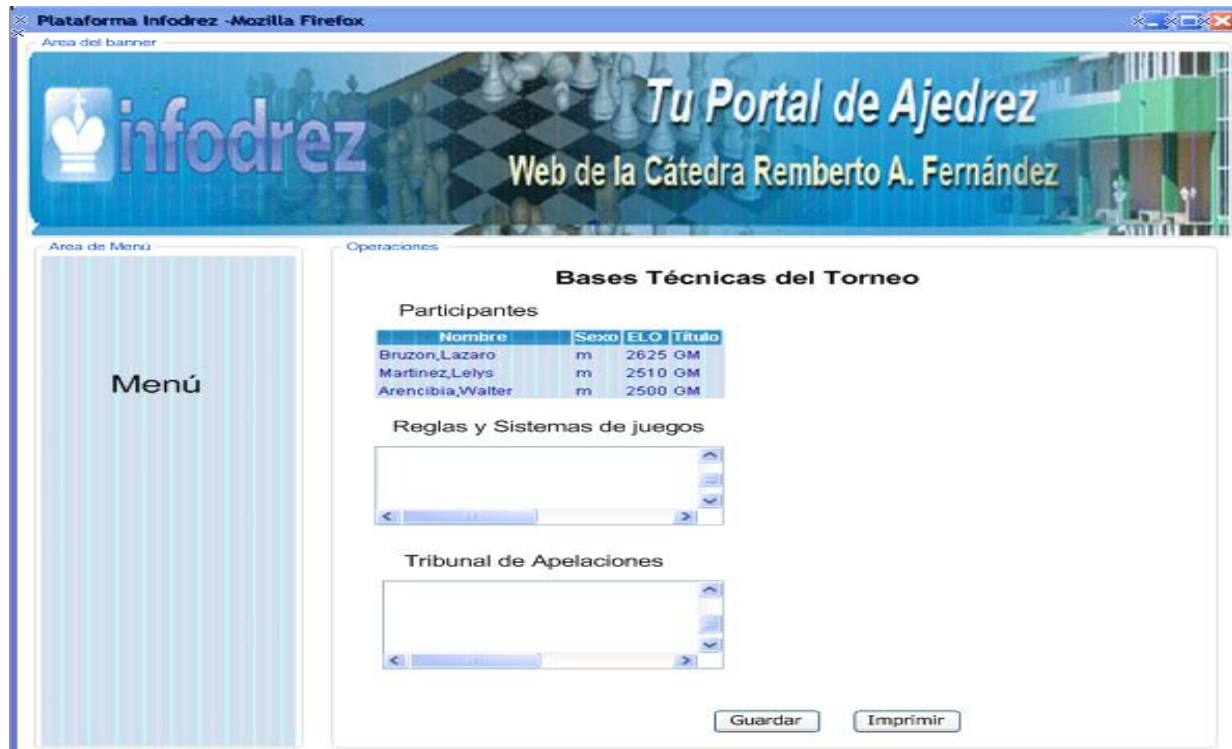 Plataforma Infodrez -Mozilla Firefox
Area del banner
infodrez
Tu Portal de Ajedrez
Web de la Cátedra Remberto A. Fernández
Area de Menú
Menú
Operaciones
Bases Técnicas del Torneo
Participantes
Nombre Sexo ELO Título
Bruzon,Lazaro m 2625 GM
Martinez,Lelys m 2510 GM
Arencibia,Walter m 2500 GM
Reglas y Sistemas de juegos
Tribunal de Apelaciones
Guardar Imprimir